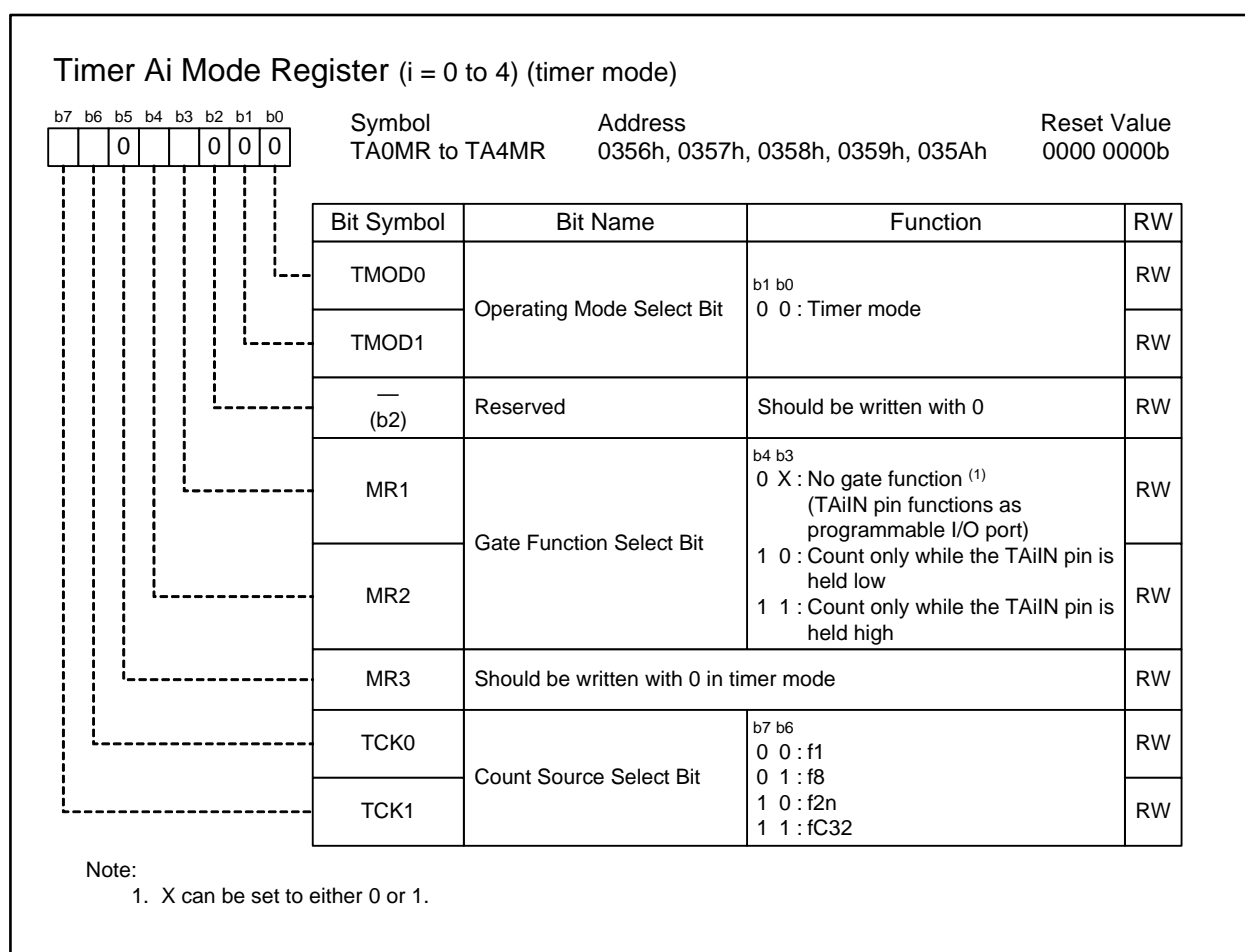 Timer Ai Mode Register (i = 0 to 4) (timer mode)
b7 b6 b5 b4 b3 b2 b1 b0
0 0 0 0
Symbol Address Reset Value
TA0MR to TA4MR 0356h, 0357h, 0358h, 0359h, 035Ah 0000 0000b
Bit Symbol Bit Name Function RW
TMOD0 RW
Operating Mode Select Bit
b1 b0
0 0 : Timer mode
TMOD1 RW
—
(b2) Reserved Should be written with 0 RW
MR1 RW
Gate Function Select Bit
b4 b3
0 X : No gate function (1)
(TAiIN pin functions as
programmable I/O port)
1 0 : Count only while the TAiIN pin is
held low
1 1 : Count only while the TAiIN pin is
held high
MR2 RW
MR3 Should be written with 0 in timer mode RW
TCK0 RW
Count Source Select Bit
b7 b6
0 0 : f1
0 1 : f8
1 0 : f2n
1 1 : fC32
TCK1 RW
Note:
1. X can be set to either 0 or 1.